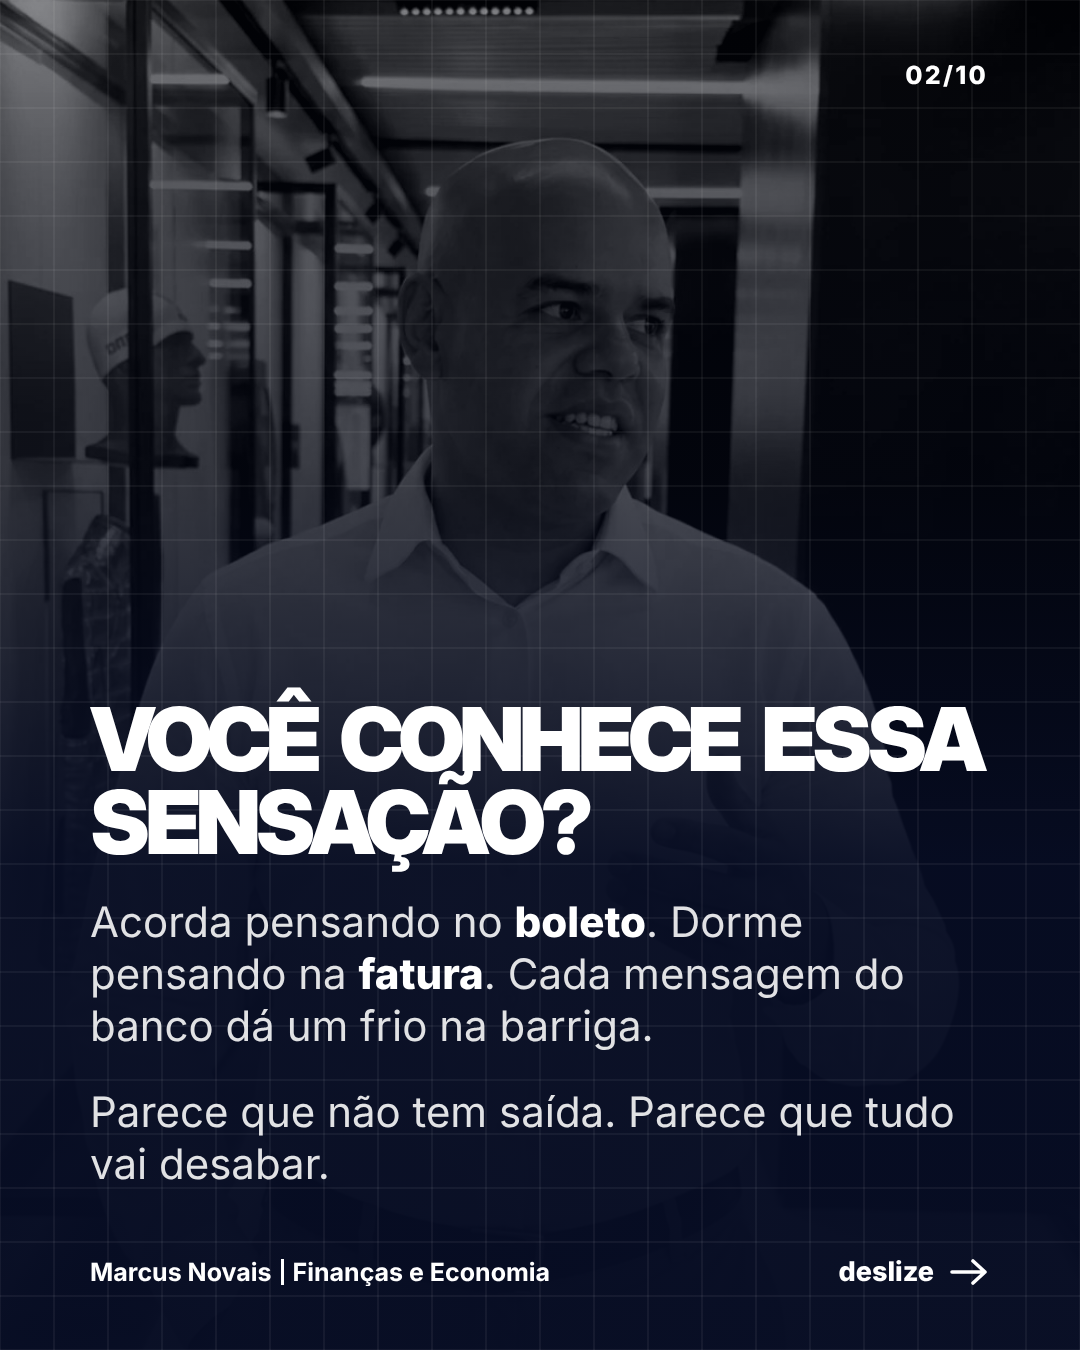 02/10
VOCÊ CONHECE ESSA
SENSAÇÃO?
Acorda pensando no boleto. Dorme
pensando na fatura. Cada mensagem do
banco dá um frio na barriga.
Parece que não tem saída. Parece que tudo
vai desabar.
Marcus Novais | Finanças e Economia
deslize →